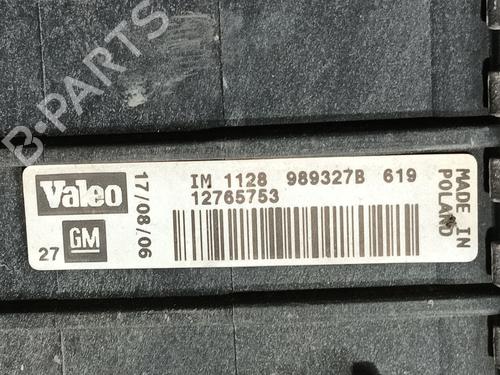 B-PARTS
Valeo
27 GM
17/08/06
IM 1128 989327B 619
12765753
MADE IN
POLAND